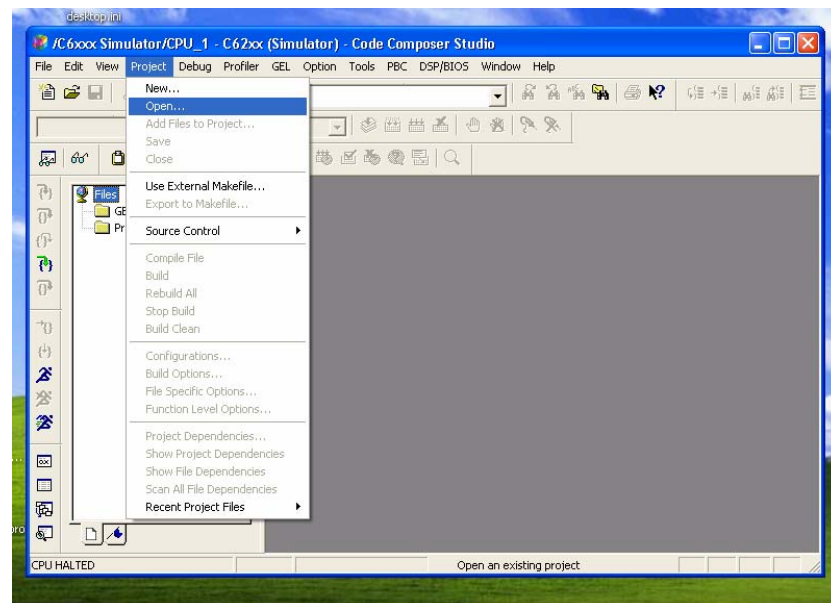 desktop.ini
/C6xxx Simulator/CPU_1 - C62xx (Simulator) - Code Composer Studio
File Edit View Project Debug Profiler GEL Option Tools PBC DSP/BIOS Window Help
New...
Open...
Add Files to Project...
Save
Close
Use External Makefile...
Export to Makefile...
Source Control
Compile File
Build
Rebuild All
Stop Build
Build Clean
Configurations...
Build Options...
File Specific Options...
Function Level Options...
Project Dependencies...
Show Project Dependencies
Show File Dependencies
Scan All File Dependencies
Recent Project Files
Files
GE
Pr
CPU HALTED
Open an existing project